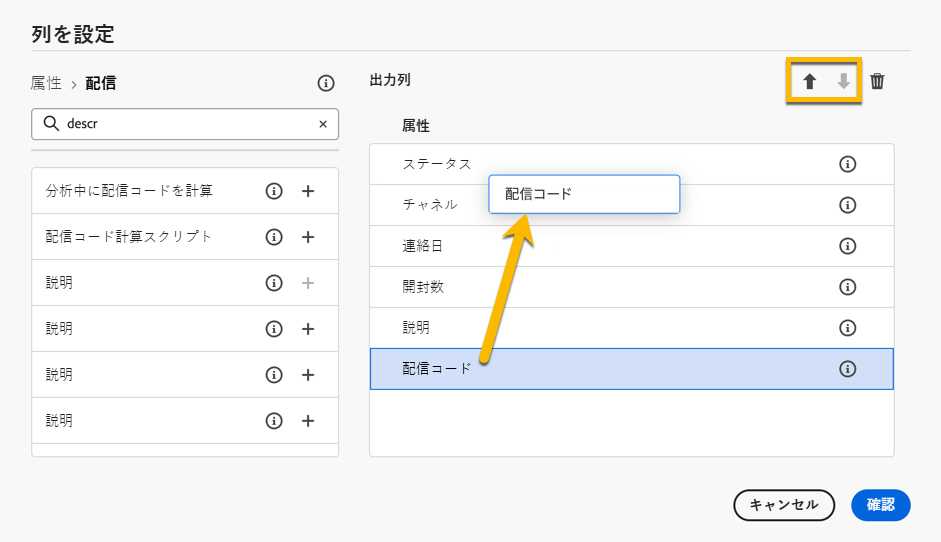 列を設定
属性 > 配信
descr
分析中に配信コードを計算
配信コード計算スクリプト
説明
説明
説明
説明
出力列
属性
ステータス
チャネル
配信コード
連絡日
開封数
説明
配信コード
キャンセル
確認